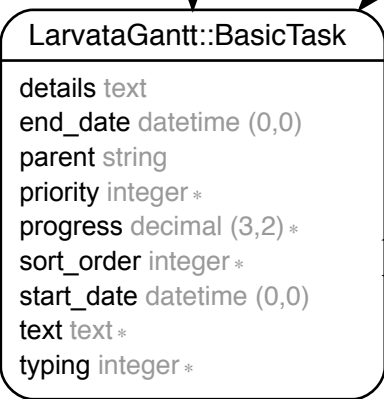 LarvataGantt::BasicTask
details text
end_date datetime (0,0)
parent string
priority integer *
progress decimal (3,2) *
sort_order integer *
start_date datetime (0,0)
text text *
typing integer *